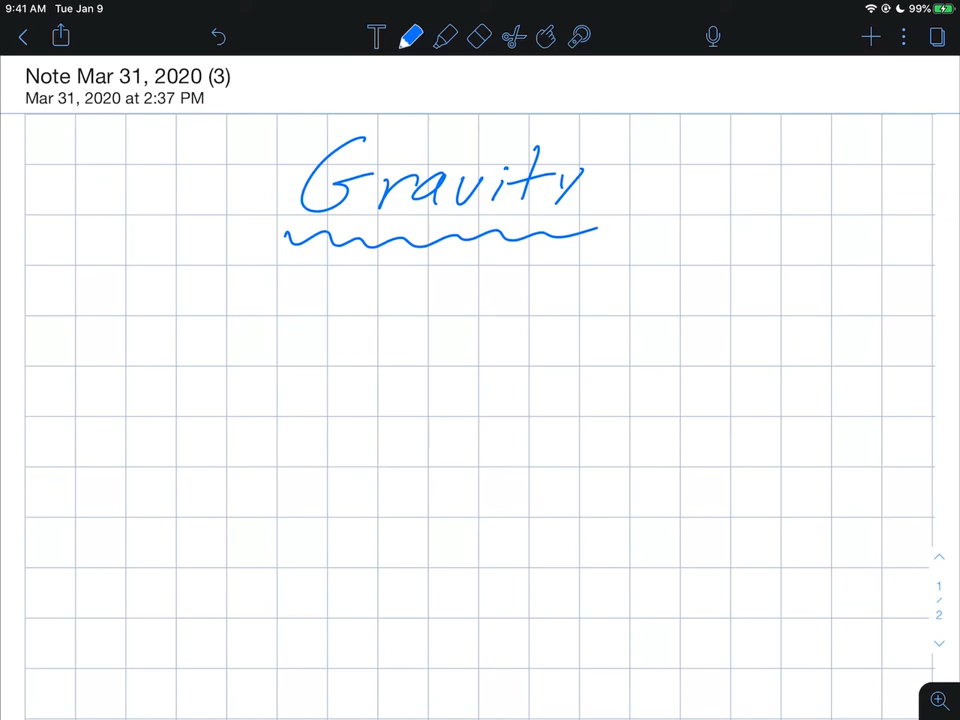 9:41 AM Tue Jan 9 99%
T
Note Mar 31, 2020 (3)
Mar 31, 2020 at 2:37 PM
Gravity
1
/
2